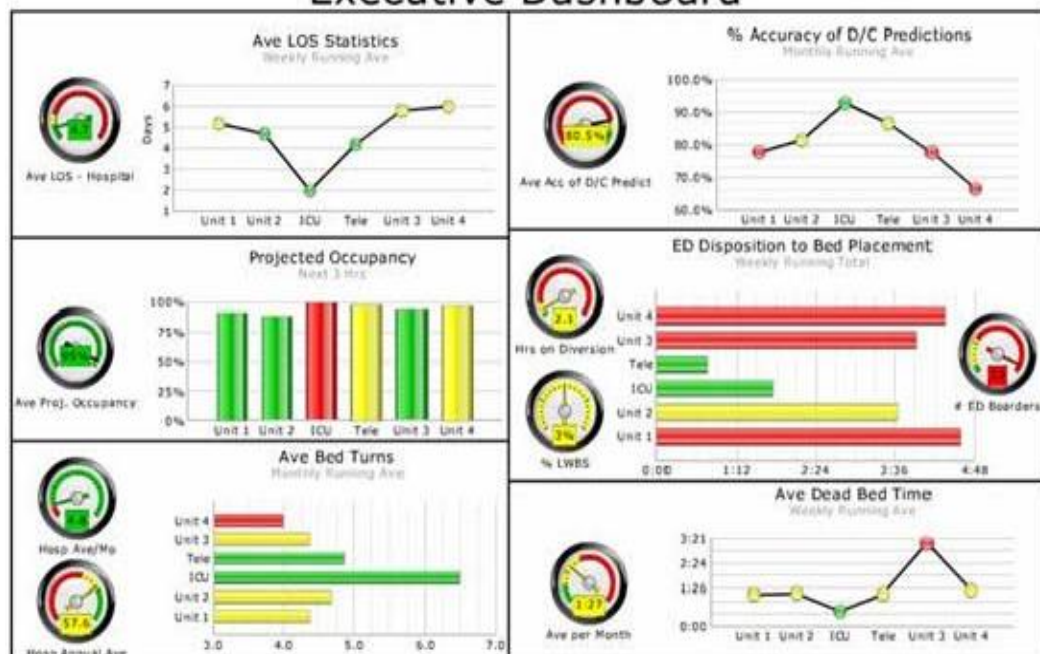 Executive Dashboard
Ave LOS Statistics
Weekly Running Ave
7
6
5
4
3
2
1
Days
Unit 1 Unit 2 ICU Tele Unit 3 Unit 4
Ave LOS - Hospital
% Accuracy of D/C Predictions
Monthly Running Ave
100.0%
90.0%
80.0%
70.0%
60.0%
Unit 1 Unit 2 ICU Tele Unit 3 Unit 4
80.5%
Ave Acc of D/C Predict
Projected Occupancy
Next 3 Hrs
100%
75%
50%
25%
0%
Unit 1 Unit 2 ICU Tele Unit 3 Unit 4
95%
Ave Proj. Occupancy
ED Disposition to Bed Placement
Weekly Running Total
2.1
Hrs on Diversion
3%
% LWBS
Unit 4
Unit 3
Tele
ICU
Unit 2
Unit 1
0:00 1:12 2:24 3:36 4:48
# ED Boarders
Ave Bed Turns
Monthly Running Ave
Hosp Ave/Mo
57.6
Hosp Annual Ave
Unit 4
Unit 3
Tele
ICU
Unit 2
Unit 1
3.0 4.0 5.0 6.0 7.0
Ave Dead Bed Time
Weekly Running Ave
3:21
2:24
1:26
0:00
Unit 1 Unit 2 ICU Tele Unit 3 Unit 4
1:27
Ave per Month